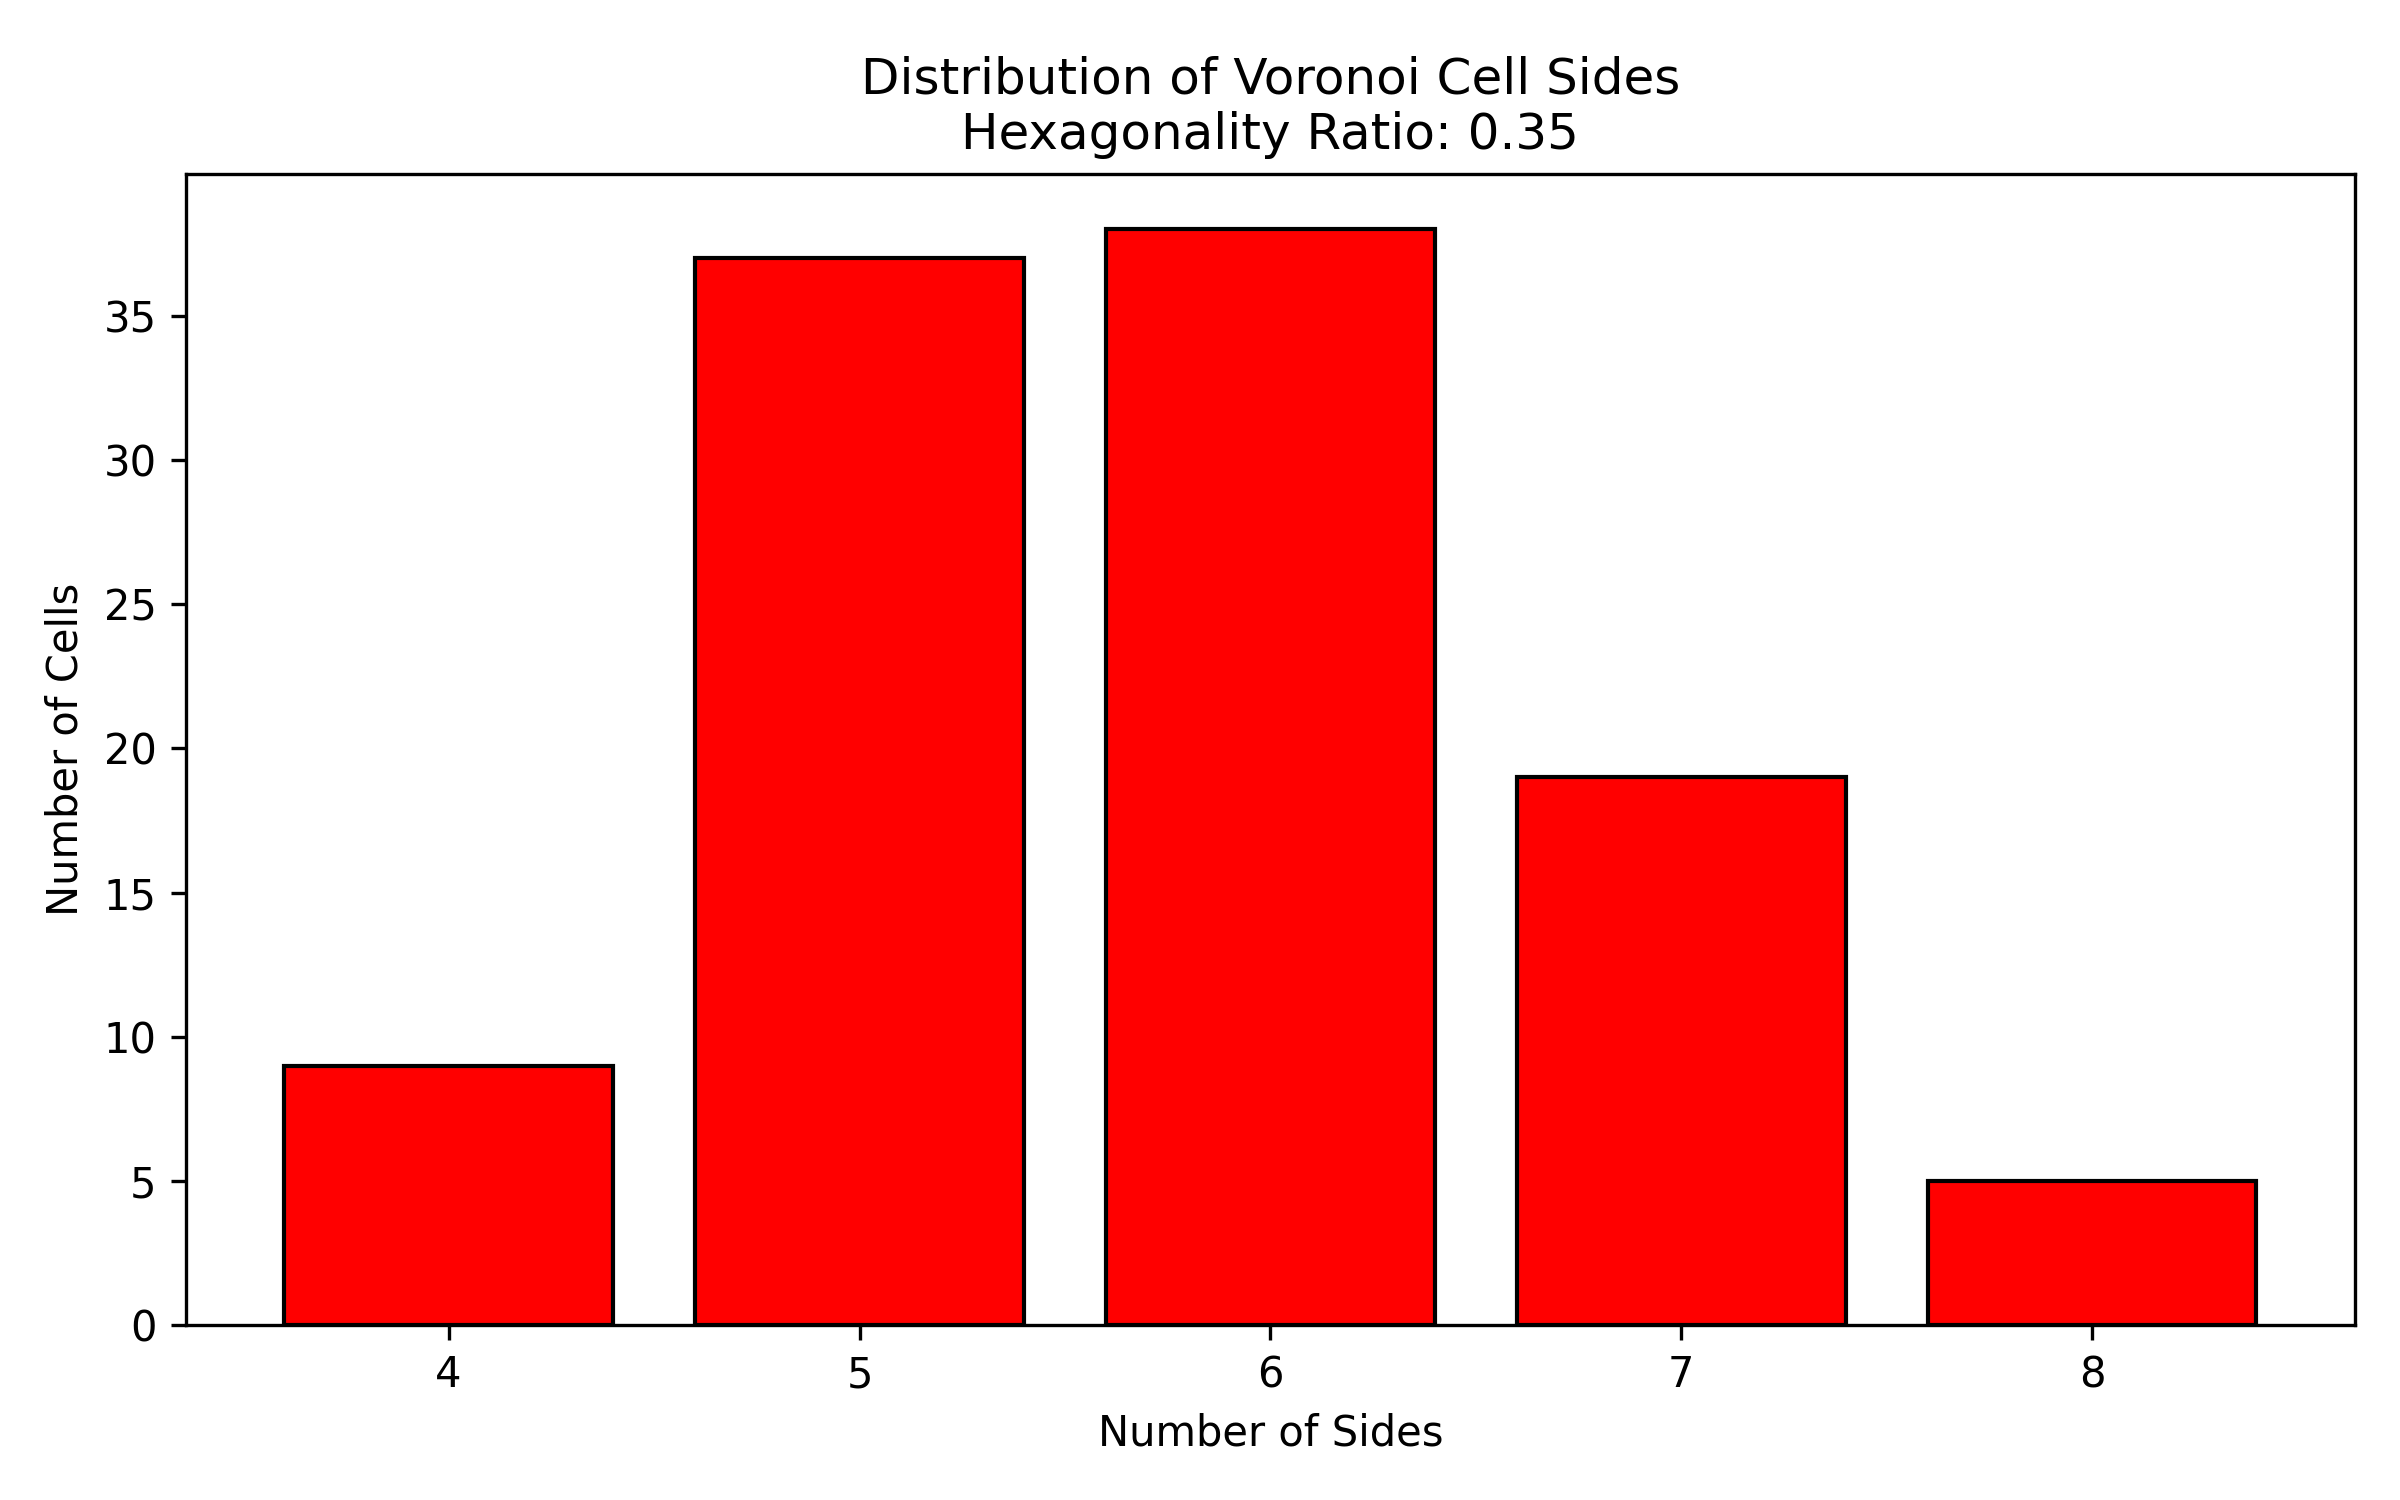 Distribution of Voronoi Cell Sides
Hexagonality Ratio: 0.35
Number of Cells
35
30
25
20
15
10
5
0
4 5 6 7 8
Number of Sides